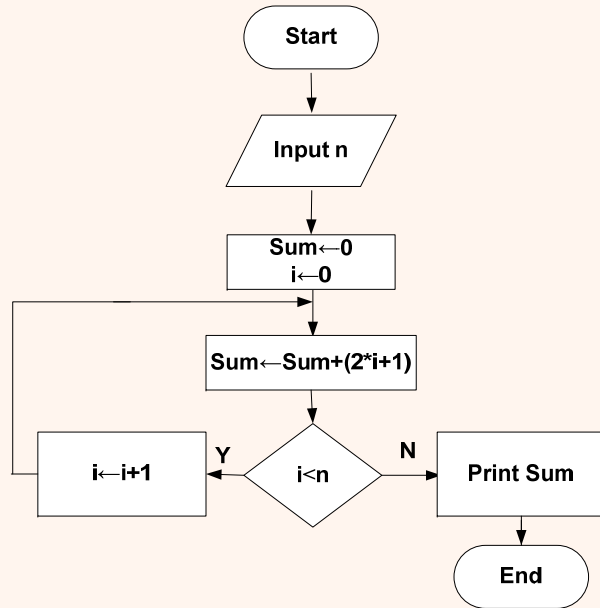 Start
Input n
Sum←0
i←0
Sum←Sum+(2*i+1)
i<n
Y
i←i+1
N
Print Sum
End